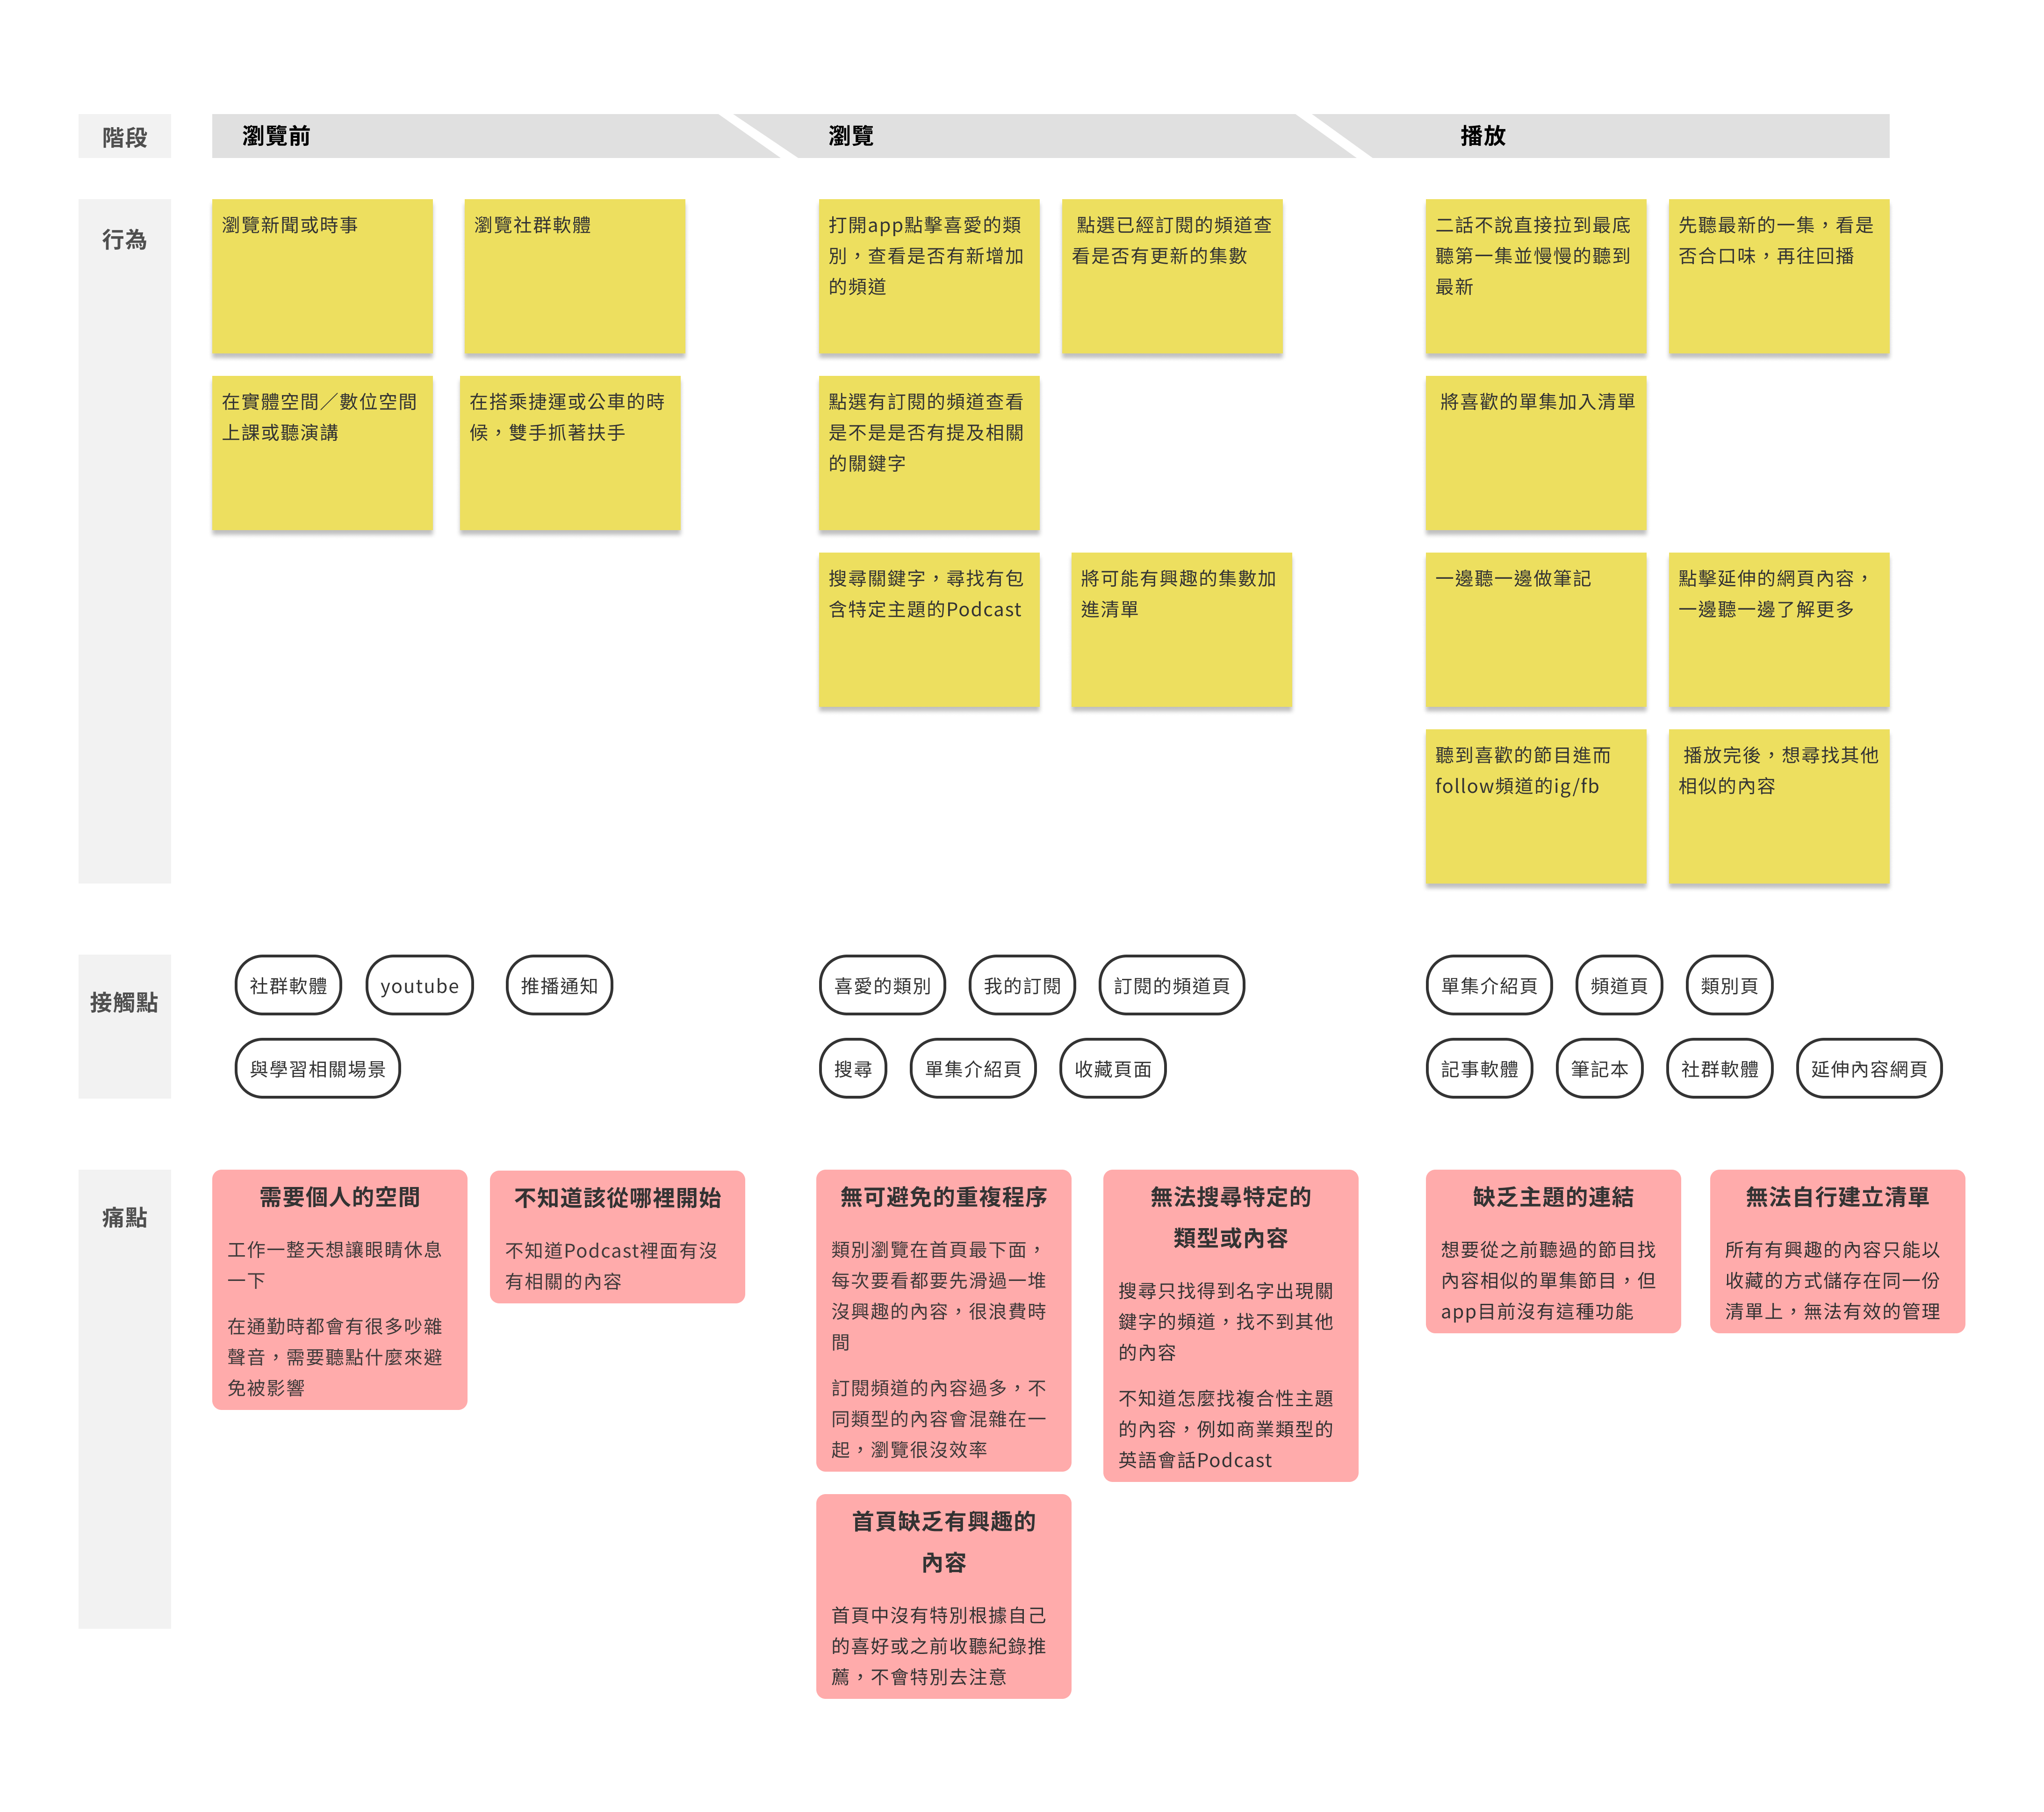 階段
瀏覽前
瀏覽
播放
行為
瀏覽新聞或時事
瀏覽社群軟體
在實體空間／數位空間
上課或聽演講
在搭乘捷運或公車的時
候，雙手抓著扶手
打開app點擊喜愛的類
別，查看是否有新增加
的頻道
點選已經訂閱的頻道查
看是否有更新的集數
點選有訂閱的頻道查看
是不是是否有提及相關
的關鍵字
搜尋關鍵字，尋找有包
含特定主題的Podcast
將可能有興趣的集數加
進清單
二話不說直接拉到最底
聽第一集並慢慢的聽到
最新
先聽最新的一集，看是
否合口味，再往回播
將喜歡的單集加入清單
一邊聽一邊做筆記
點擊延伸的網頁內容，
一邊聽一邊了解更多
聽到喜歡的節目進而
follow頻道的ig/fb
播放完後，想尋找其他
相似的內容
接觸點
社群軟體
youtube
推播通知
與學習相關場景
喜愛的類別
我的訂閱
訂閱的頻道頁
搜尋
單集介紹頁
收藏頁面
單集介紹頁
頻道頁
類別頁
記事軟體
筆記本
社群軟體
延伸內容網頁
痛點
需要個人的空間
工作一整天想讓眼睛休息
一下
在通勤時都會有很多吵雜
聲音，需要聽點什麼來避
免被影響
不知道該從哪裡開始
不知道Podcast裡面有沒
有相關的內容
無可避免的重複程序
類別瀏覽在首頁最下面，
每次要看都要先滑過一堆
沒興趣的內容，很浪費時
間
訂閱頻道的內容過多，不
同類型的內容會混雜在一
起，瀏覽很沒效率
無法搜尋特定的
類型或內容
搜尋只找得到名字出現關
鍵字的頻道，找不到其他
的內容
不知道怎麼找複合性主題
的內容，例如商業類型的
英語會話Podcast
首頁缺乏有興趣的
內容
首頁中沒有特別根據自己
的喜好或之前收聽紀錄推
薦，不會特別去注意
缺乏主題的連結
想要從之前聽過的節目找
內容相似的單集節目，但
app目前沒有這種功能
無法自行建立清單
所有有興趣的內容只能以
收藏的方式儲存在同一份
清單上，無法有效的管理